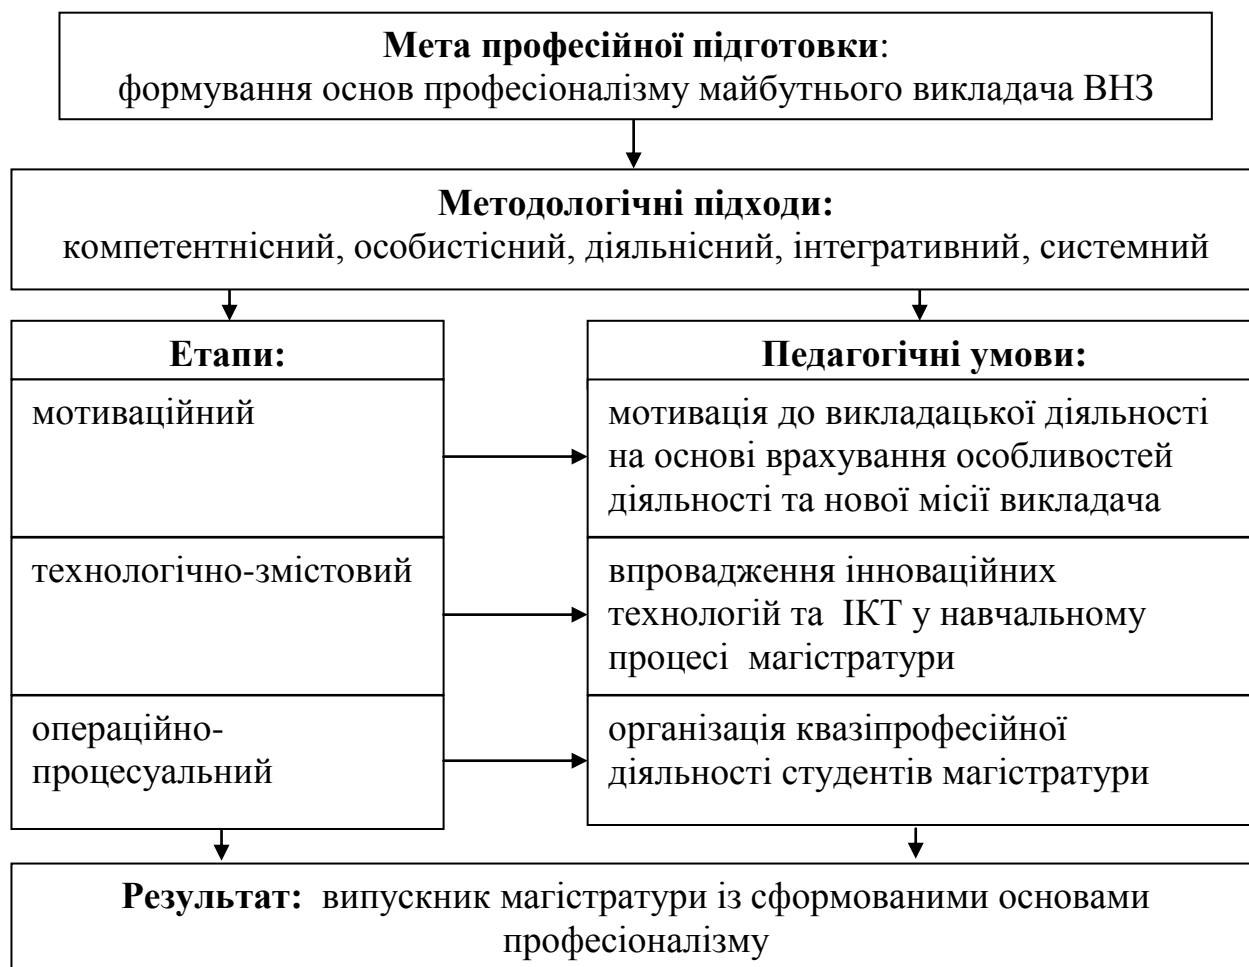 Мета професійної підготовки:
формування основ професіоналізму майбутнього викладача ВНЗ
Методологічні підходи:
компетентнісний, особистісний, діяльнісний, інтегративний, системний
Етапи:
мотиваційний
технологічно-змістовий
операційно-
процесуальний
Педагогічні умови:
мотивація до викладацької діяльності
на основі врахування особливостей
діяльності та нової місії викладача
впровадження інноваційних
технологій та ІКТ у навчальному
процесі магістратури
організація квазіпрофесійної
діяльності студентів магістратури
Результат: випускник магістратури із сформованими основами
професіоналізму